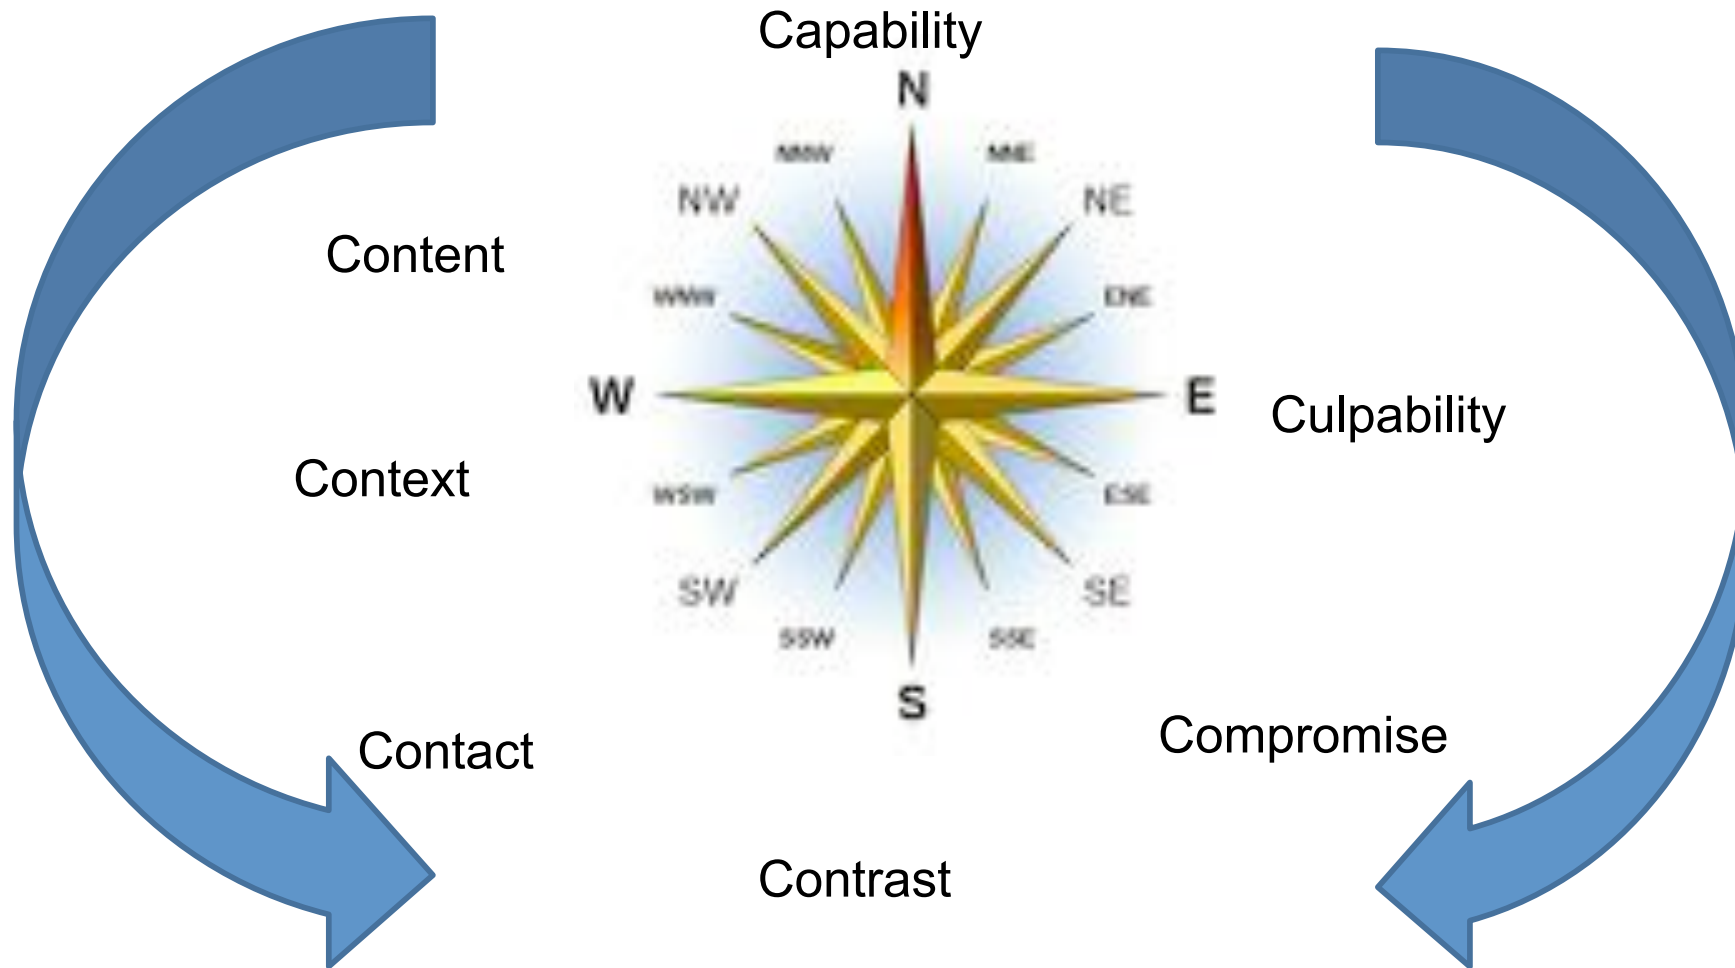 Capability
N
NNW
NNE
NW
NE
Content
WNW
ENE
W
E
Culpability
Context
WSW
ESE
SW
SE
SSW
SSE
S
Contact
Compromise
Contrast